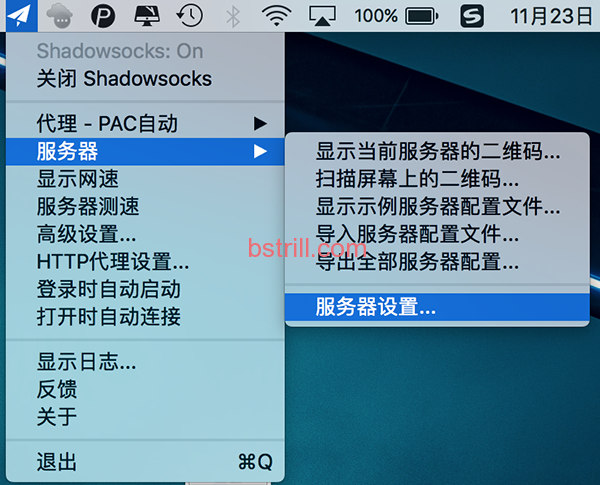 100%
11月23日
Shadowsocks: On
关闭 Shadowsocks
代理 - PAC自动
服务器
显示网速
服务器测速
高级设置...
HTTP代理设置...
登录时自动启动
打开时自动连接
显示日志...
反馈
关于
退出 ⌘Q
显示当前服务器的二维码...
扫描屏幕上的二维码...
显示示例服务器配置文件...
导入服务器配置文件...
导出全部服务器配置...
服务器设置...
bstrill.com